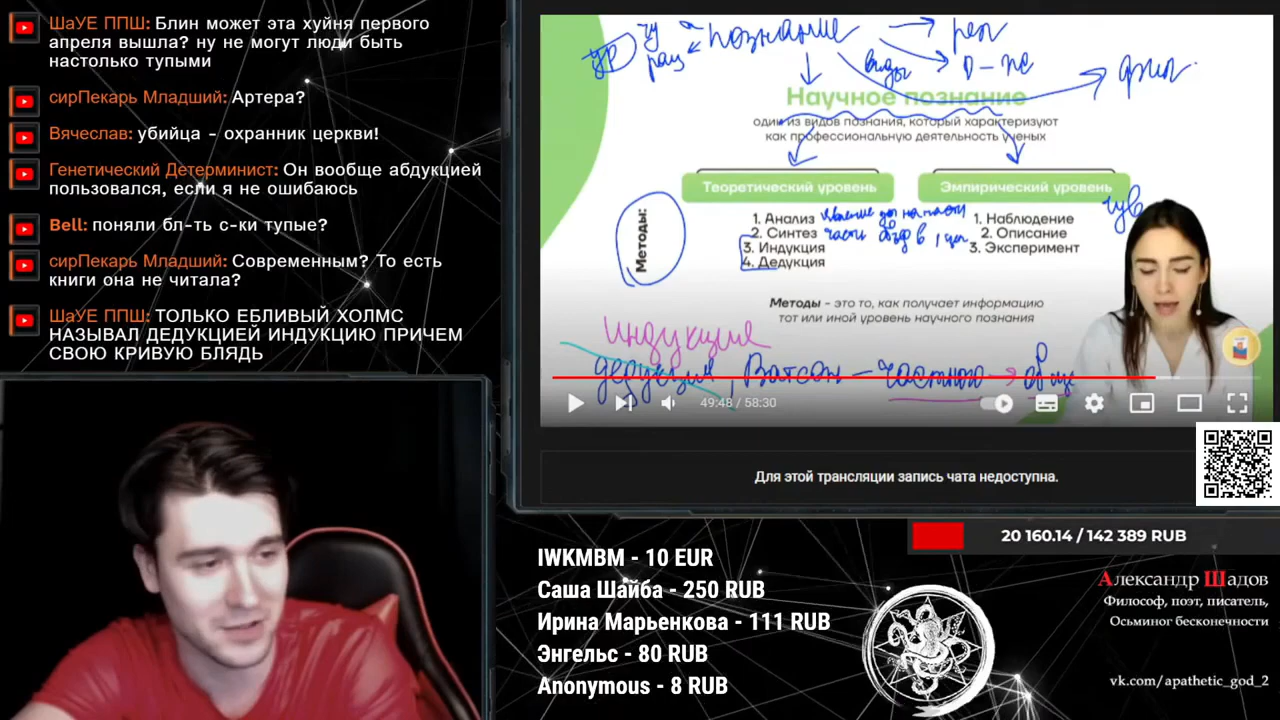 ШаУЕ ППШ: Блин может эта хуйня первого
апреля вышла? ну не могут люди быть
настолько тупыми
сирПекарь Младший: Артера?
Вячеслав: убийца - охранник церкви!
Генетический Детерминист: Он вообще абдукцией
пользовался, если я не ошибаюсь
Bell: поняли бл-ть с-ки тупые?
сирПекарь Младший: Современным? То есть
книги она не читала?
ШаУЕ ППШ: ТОЛЬКО ЕБЛИВЫЙ ХОЛМС
НАЗЫВАЛ ДЕДУКЦИЕЙ ИНДУКЦИЮ ПРИЧЕМ
СВОЮ КРИВУЮ БЛЯДЬ
познание
рац
виды
Научное познание
один из видов познания, который характеризуют
как профессиональную деятельность ученых
Теоретический уровень
Эмпирический уровень
Методы:
1. Анализ
2. Синтез
3. Индукция
4. Дедукция
1. Наблюдение
2. Описание
3. Эксперимент
чув
Методы - это то, как получает информацию
тот или иной уровень научного познания
индукция
дедукция, Ватсон - частного → общ
49:48 / 58:30
Для этой трансляции запись чата недоступна.
20 160.14 / 142 389 RUB
IWKMBM - 10 EUR
Саша Шайба - 250 RUB
Ирина Марьенкова - 111 RUB
Энгельс - 80 RUB
Anonymous - 8 RUB
Александр Шадов
Философ, поэт, писатель,
Осьминог бесконечности
vk.com/apathetic_god_2